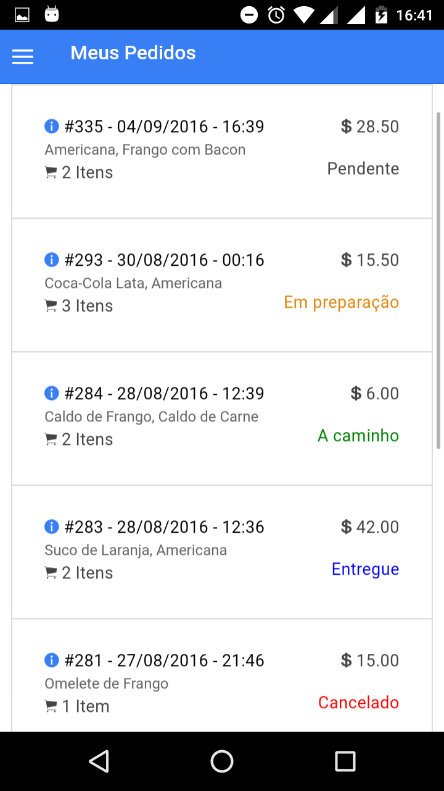 16:41
Meus Pedidos
#335 - 04/09/2016 - 16:39 $ 28.50
Americana, Frango com Bacon
2 Itens Pendente
#293 - 30/08/2016 - 00:16 $ 15.50
Coca-Cola Lata, Americana
3 Itens Em preparação
#284 - 28/08/2016 - 12:39 $ 6.00
Caldo de Frango, Caldo de Carne
2 Itens A caminho
#283 - 28/08/2016 - 12:36 $ 42.00
Suco de Laranja, Americana
2 Itens Entregue
#281 - 27/08/2016 - 21:46 $ 15.00
Omelete de Frango
1 Item Cancelado